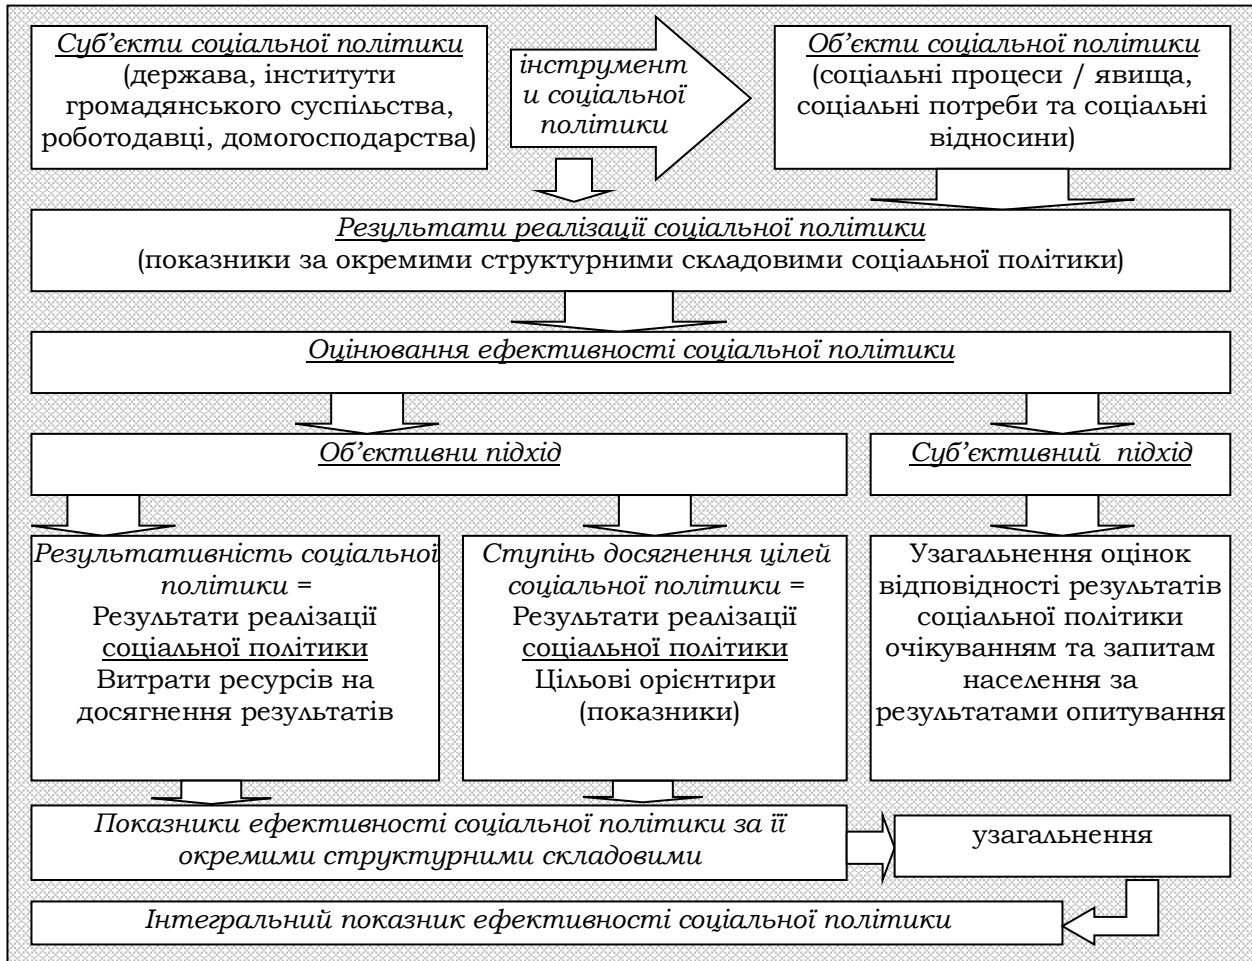 Суб’єкти соціальної політики
(держава, інститути
громадянського суспільства,
роботодавці, домогосподарства)
інструмент
и соціальної
політики
Об’єкти соціальної політики
(соціальні процеси / явища,
соціальні потреби та соціальні
відносини)
Результати реалізації соціальної політики
(показники за окремими структурними складовими соціальної політики)
Оцінювання ефективності соціальної політики
Об’єктивни підхід
Суб’єктивний підхід
Результативність соціальної
політики =
Результати реалізації
соціальної політики
Витрати ресурсів на
досягнення результатів
Ступінь досягнення цілей
соціальної політики =
Результати реалізації
соціальної політики
Цільові орієнтири
(показники)
Узагальнення оцінок
відповідності результатів
соціальної політики
очікуванням та запитам
населення за
результатами опитування
Показники ефективності соціальної політики за її
окремими структурними складовими
узагальнення
Інтегральний показник ефективності соціальної політики